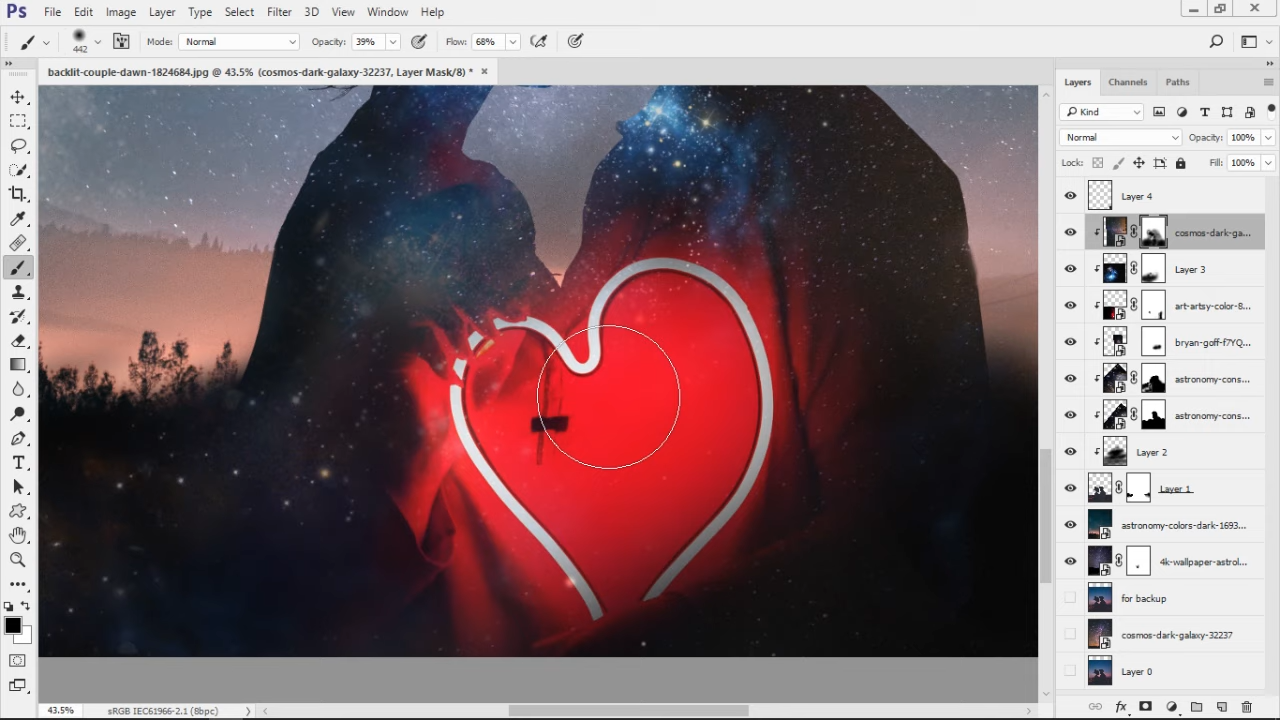 Ps File Edit Image Layer Type Select Filter 3D View Window Help
442 Mode: Normal Opacity: 39% Flow: 68%
backlit-couple-dawn-1824684.jpg @ 43.5% (cosmos-dark-galaxy-32237, Layer Mask/8) *
Layers Channels Paths
Kind
Normal Opacity: 100%
Lock: Fill: 100%
Layer 4
cosmos-dark-ga...
Layer 3
art-artsy-color-8...
bryan-goff-f7YQ...
astronomy-cons...
astronomy-cons...
Layer 2
Layer 1
astronomy-colors-dark-1693...
4k-wallpaper-astrol...
for backup
cosmos-dark-galaxy-32237
Layer 0
43.5% sRGB IEC61966-2.1 (8bpc)